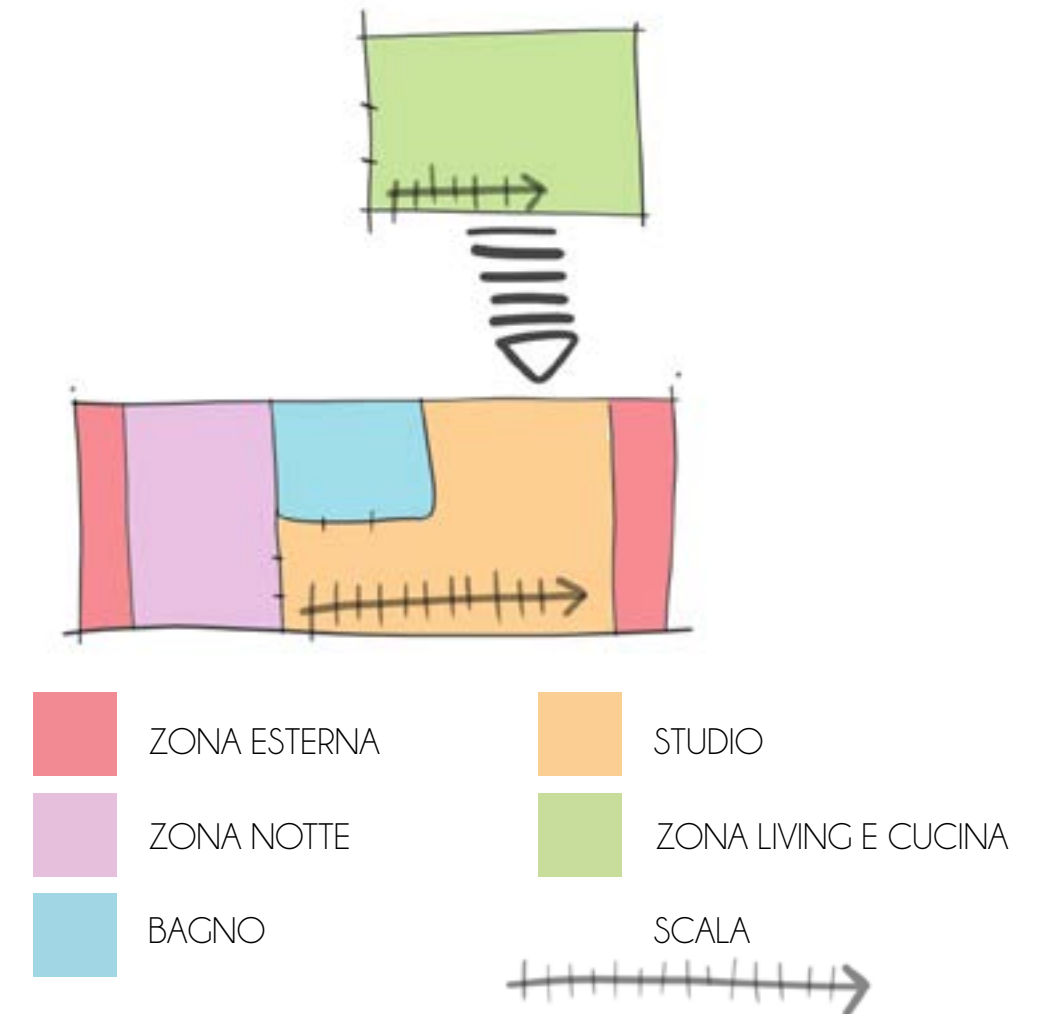 ZONA ESTERNA
STUDIO
ZONA NOTTE
ZONA LIVING E CUCINA
BAGNO
SCALA